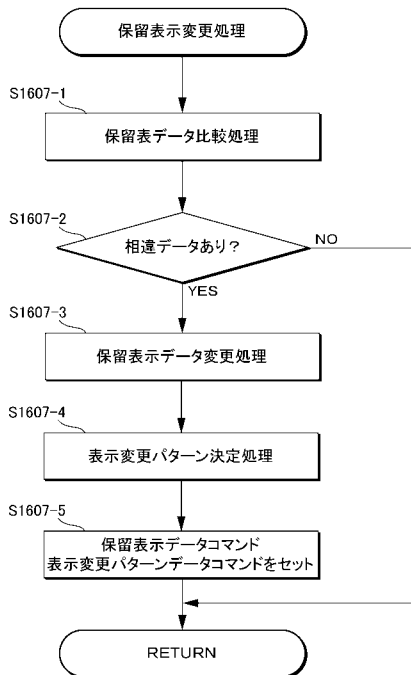 保留表示変更処理
S1607-1
保留表データ比較処理
S1607-2
相違データあり?
NO
YES
S1607-3
保留表示データ変更処理
S1607-4
表示変更パターン決定処理
S1607-5
保留表示データコマンド
表示変更パターンデータコマンドをセット
RETURN